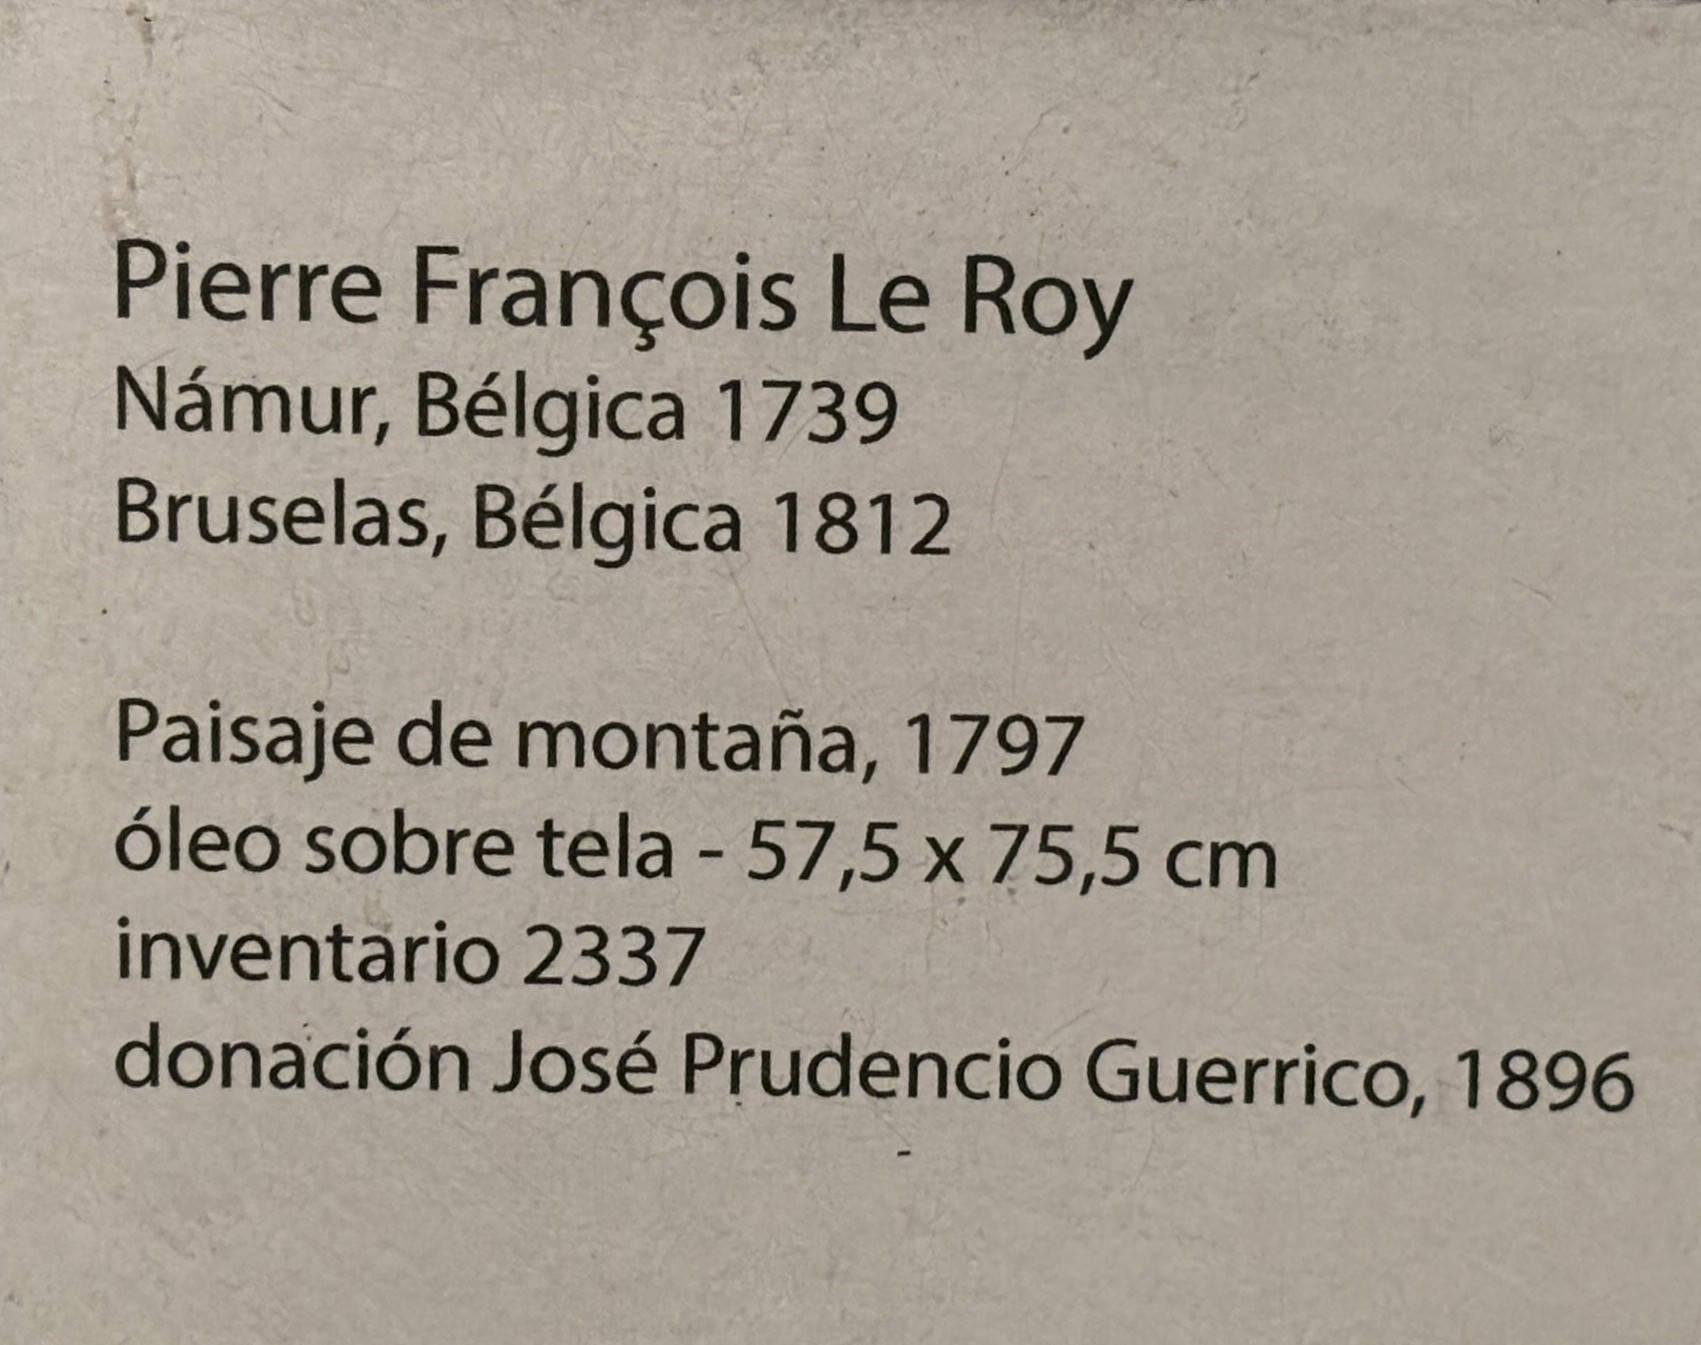 Pierre François Le Roy
Námur, Bélgica 1739
Bruselas, Bélgica 1812
Paisaje de montaña, 1797
óleo sobre tela - 57,5 x 75,5 cm
inventario 2337
donación José Prudencio Guerrico, 1896